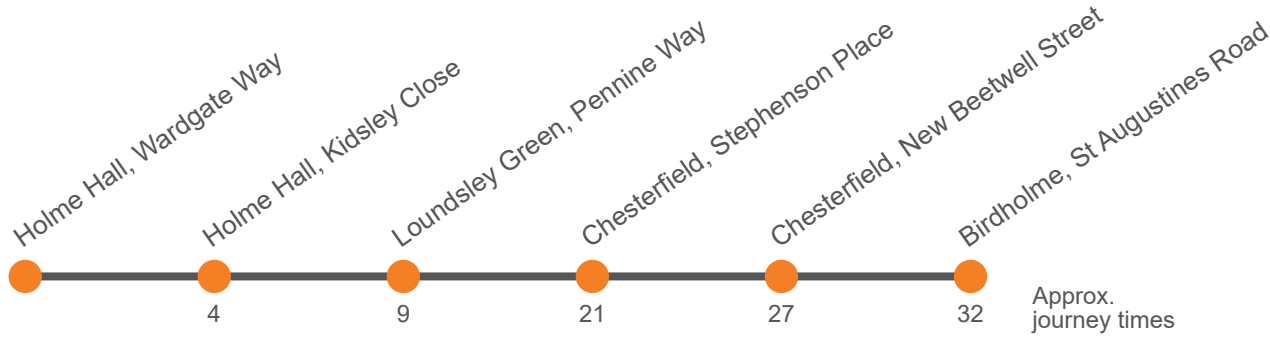 Holme Hall, Wardgate Way
Holme Hall, Kidsley Close
Loundsley Green, Pennine Way
Chesterfield, Stephenson Place
Chesterfield, New Beetwell Street
Birdholme, St Augustines Road
4
9
21
27
32
Approx.
journey times